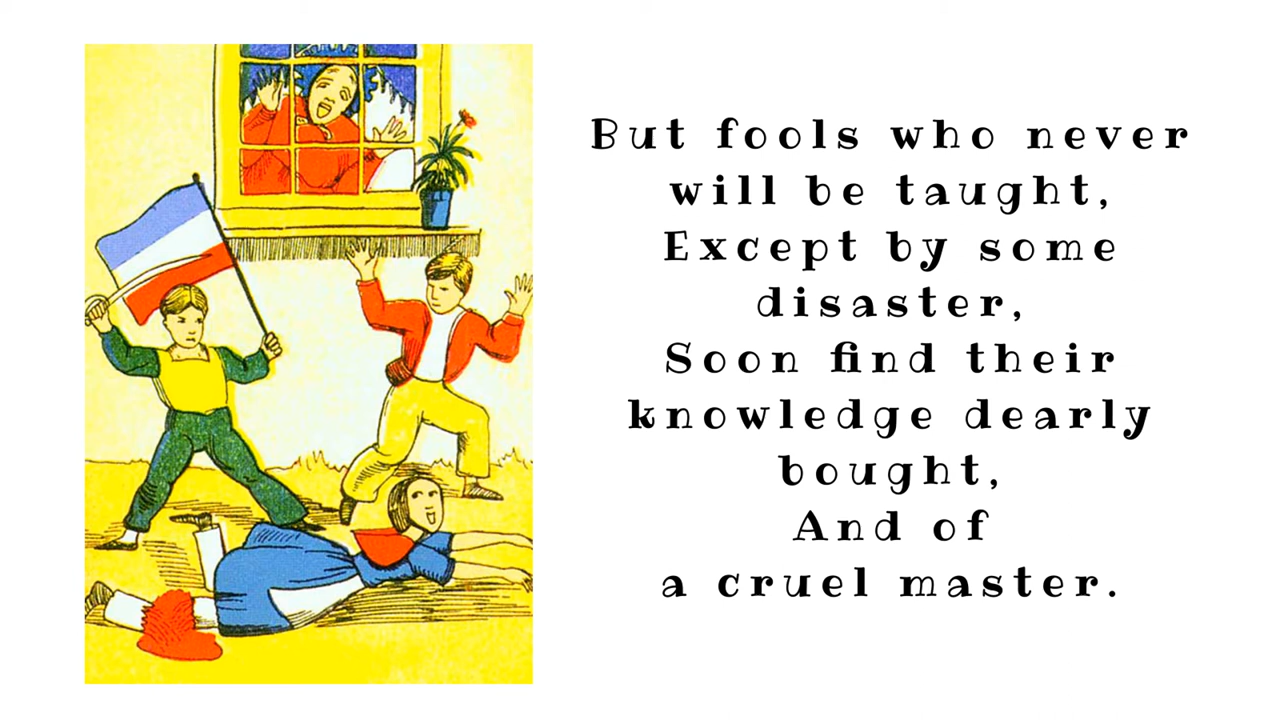 But fools who never
will be taught,
Except by some
disaster,
Soon find their
knowledge dearly
bought,
And of
a cruel master.